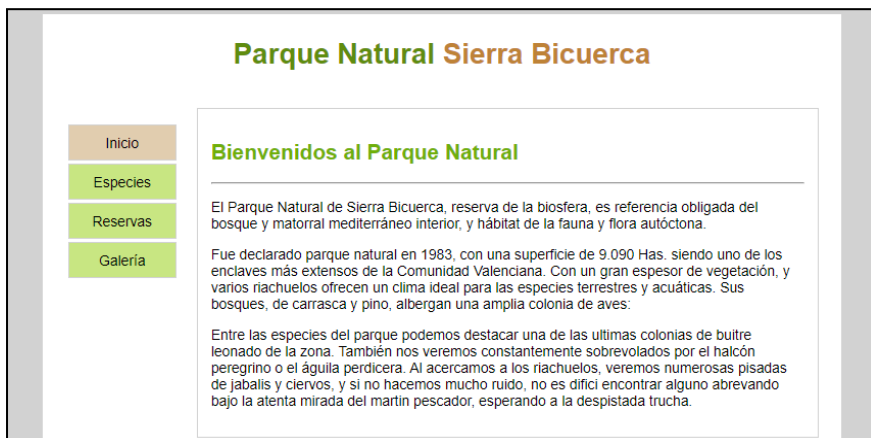 Parque Natural Sierra Bicuerca
Inicio
Especies
Reservas
Galería
Bienvenidos al Parque Natural
El Parque Natural de Sierra Bicuerca, reserva de la biosfera, es referencia obligada del
bosque y matorral mediterráneo interior, y hábitat de la fauna y flora autóctona.
Fue declarado parque natural en 1983, con una superficie de 9.090 Has. siendo uno de los
enclaves más extensos de la Comunidad Valenciana. Con un gran espesor de vegetación, y
varios riachuelos ofrecen un clima ideal para las especies terrestres y acuáticas. Sus
bosques, de carrasca y pino, albergan una amplia colonia de aves:
Entre las especies del parque podemos destacar una de las ultimas colonias de buitre
leonado de la zona. También nos veremos constantemente sobrevolados por el halcón
peregrino o el águila perdicera. Al acercamos a los riachuelos, veremos numerosas pisadas
de jabalis y ciervos, y si no hacemos mucho ruido, no es difici encontrar alguno abrevando
bajo la atenta mirada del martin pescador, esperando a la despistada trucha.